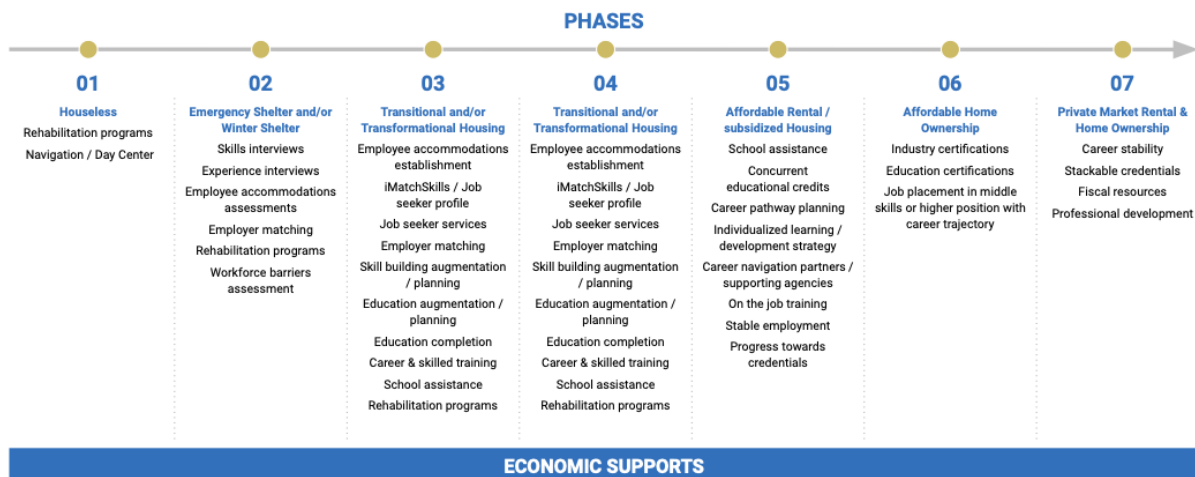 PHASES
01
Houseless
Rehabilitation programs
Navigation / Day Center
02
Emergency Shelter and/or
Winter Shelter
Skills interviews
Experience interviews
Employee accommodations
assessments
Employer matching
Rehabilitation programs
Workforce barriers
assessment
03
Transitional and/or
Transformational Housing
Employee accommodations
establishment
iMatchSkills / Job
seeker profile
Job seeker services
Employer matching
Skill building augmentation
/ planning
Education augmentation /
planning
Education completion
Career & skilled training
School assistance
Rehabilitation programs
04
Transitional and/or
Transformational Housing
Employee accommodations
establishment
iMatchSkills / Job
seeker profile
Job seeker services
Employer matching
Skill building augmentation
/ planning
Education augmentation /
planning
Education completion
Career & skilled training
School assistance
Rehabilitation programs
05
Affordable Rental /
subsidized Housing
School assistance
Concurrent
educational credits
Career pathway planning
Individualized learning /
development strategy
Career navigation partners /
supporting agencies
On the job training
Stable employment
Progress towards
credentials
06
Affordable Home
Ownership
Industry certifications
Education certifications
Job placement in middle
skills or higher position with
career trajectory
07
Private Market Rental &
Home Ownership
Career stability
Stackable credentials
Fiscal resources
Professional development
ECONOMIC SUPPORTS